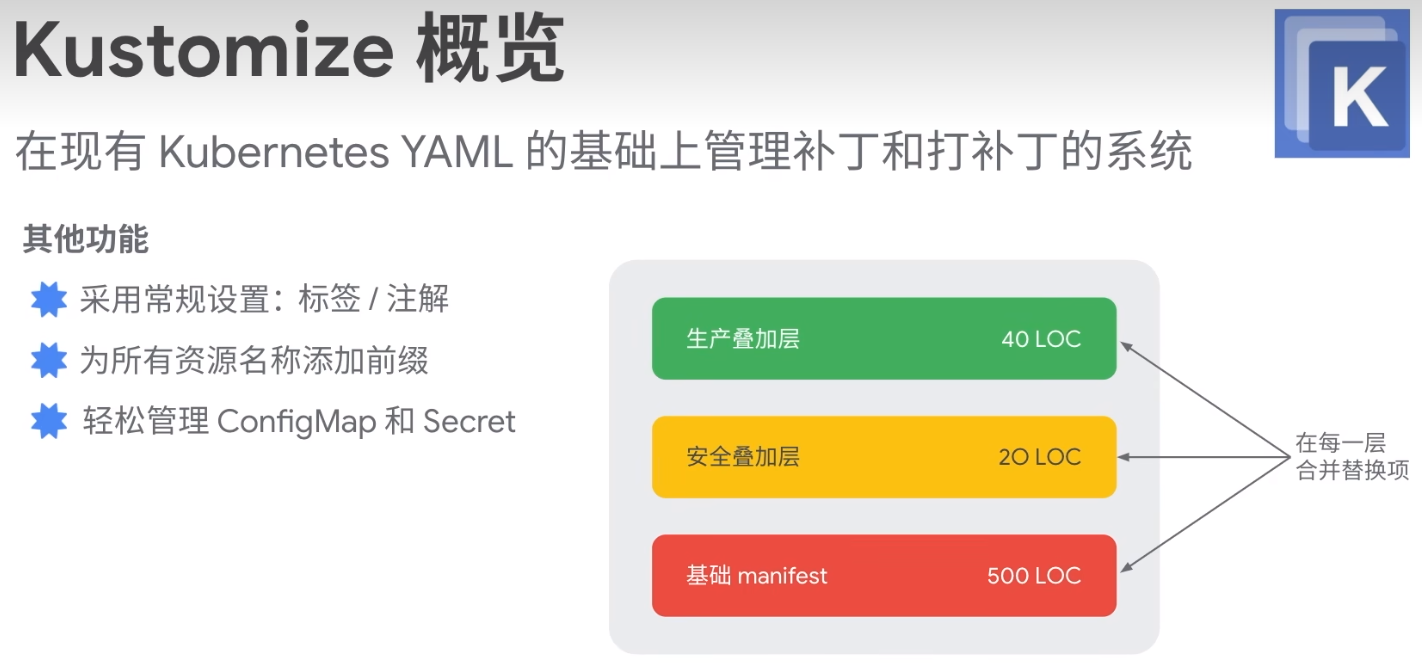 Kustomize 概览
K
在现有 Kubernetes YAML 的基础上管理补丁和打补丁的系统
其他功能
采用常规设置：标签 / 注解
为所有资源名称添加前缀
轻松管理 ConfigMap 和 Secret
生产叠加层 40 LOC
安全叠加层 20 LOC
基础 manifest 500 LOC
在每一层
合并替换项